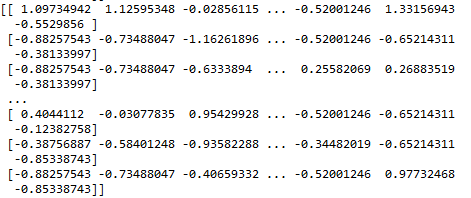 [[ 1.09734942  1.12595348 -0.02856115 ... -0.52001246  1.33156943
  -0.5529856 ]
 [-0.88257543 -0.73488047 -1.16261896 ... -0.52001246 -0.65214311
  -0.38133997]
 [-0.88257543 -0.73488047 -0.6333894  ...  0.25582069  0.26883519
  -0.38133997]
 ...
 [ 0.4044112  -0.03077835  0.95429928 ... -0.52001246 -0.65214311
  -0.12382758]
 [-0.38756887 -0.58401248 -0.93582288 ... -0.34482019 -0.65214311
  -0.85338743]
 [-0.88257543 -0.73488047 -0.40659332 ... -0.52001246  0.97732468
  -0.85338743]]